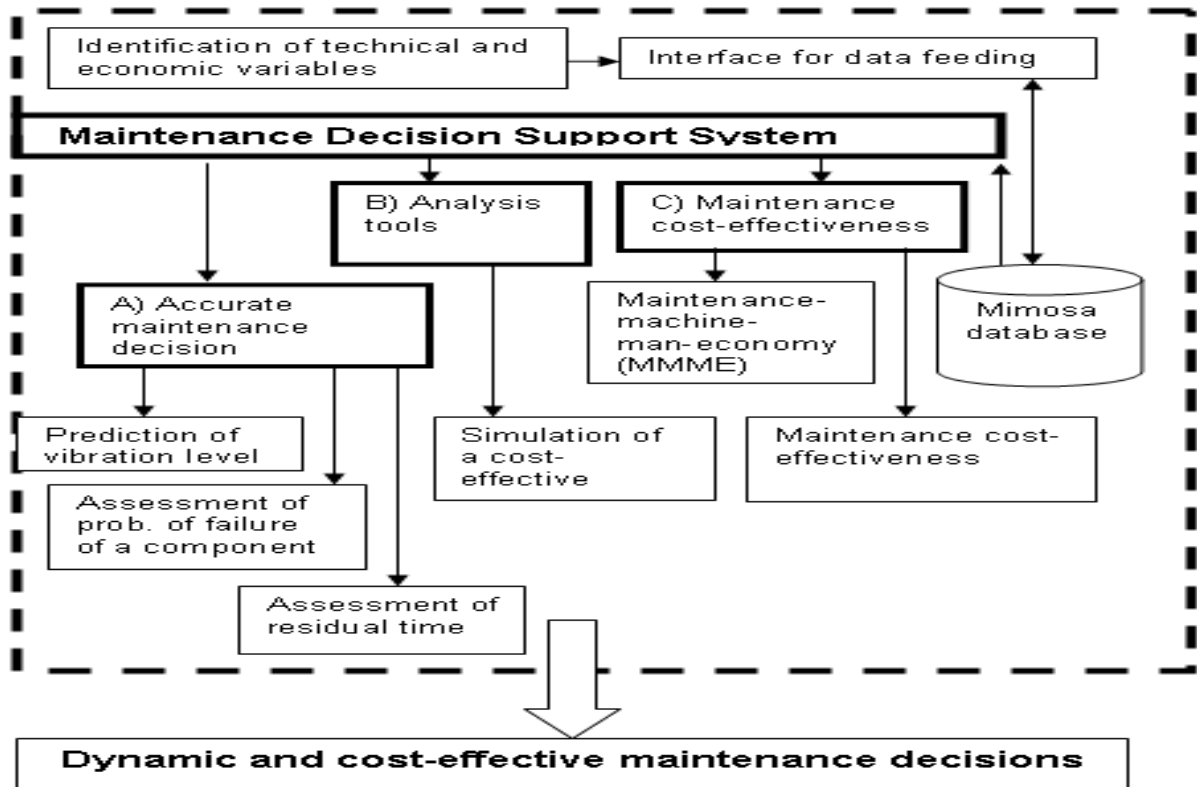 Identification of technical and
economic variables
Interface for data feeding
Maintenance Decision Support System
B) Analysis
tools
C) Maintenance
cost-effectiveness
A) Accurate
maintenance
decision
Maintenance-
machine-
man-economy
(MMME)
Mimosa
database
Prediction of
vibration level
Simulation of
a cost-
effective
Maintenance cost-
effectiveness
Assessment of
prob. of failure
of a component
Assessment of
residual time
Dynamic and cost-effective maintenance decisions